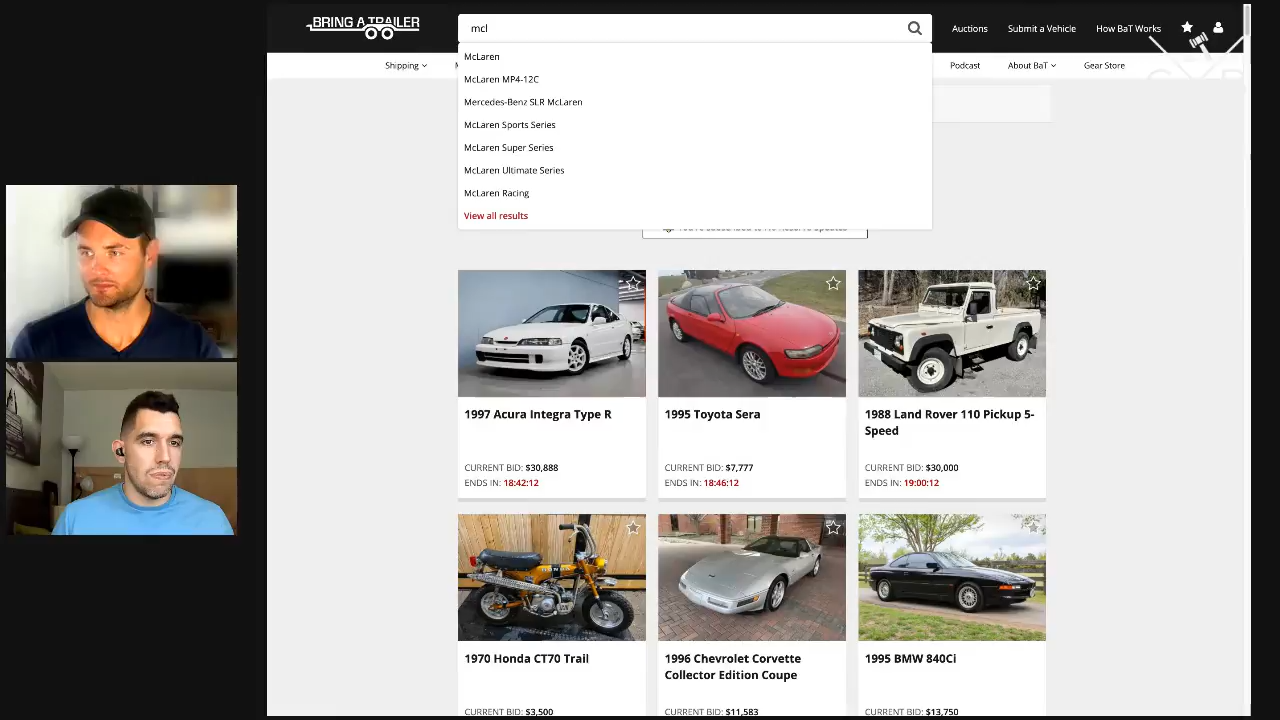 BRING A TRAILER
mcl
Auctions
Submit a Vehicle
How BaT Works
Shipping
Podcast
About BaT
Gear Store
McLaren
McLaren MP4-12C
Mercedes-Benz SLR McLaren
McLaren Sports Series
McLaren Super Series
McLaren Ultimate Series
McLaren Racing
View all results
1997 Acura Integra Type R
CURRENT BID: $30,888
ENDS IN: 18:42:12
1995 Toyota Sera
CURRENT BID: $7,777
ENDS IN: 18:46:12
1988 Land Rover 110 Pickup 5-
Speed
CURRENT BID: $30,000
ENDS IN: 19:00:12
1970 Honda CT70 Trail
CURRENT BID: $3,500
1996 Chevrolet Corvette
Collector Edition Coupe
CURRENT BID: $11,583
1995 BMW 840Ci
CURRENT BID: $13,750